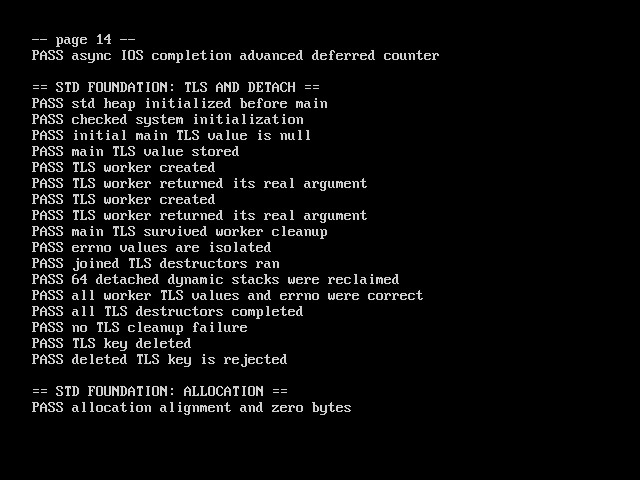 -- page 14 --
PASS async IOS completion advanced deferred counter
== STD FOUNDATION: TLS AND DETACH ==
PASS std heap initialized before main
PASS checked system initialization
PASS initial main TLS value is null
PASS main TLS value stored
PASS TLS worker created
PASS TLS worker returned its real argument
PASS TLS worker created
PASS TLS worker returned its real argument
PASS main TLS survived worker cleanup
PASS errno values are isolated
PASS joined TLS destructors ran
PASS 64 detached dynamic stacks were reclaimed
PASS all worker TLS values and errno were correct
PASS all TLS destructors completed
PASS no TLS cleanup failure
PASS TLS key deleted
PASS deleted TLS key is rejected
== STD FOUNDATION: ALLOCATION ==
PASS allocation alignment and zero bytes